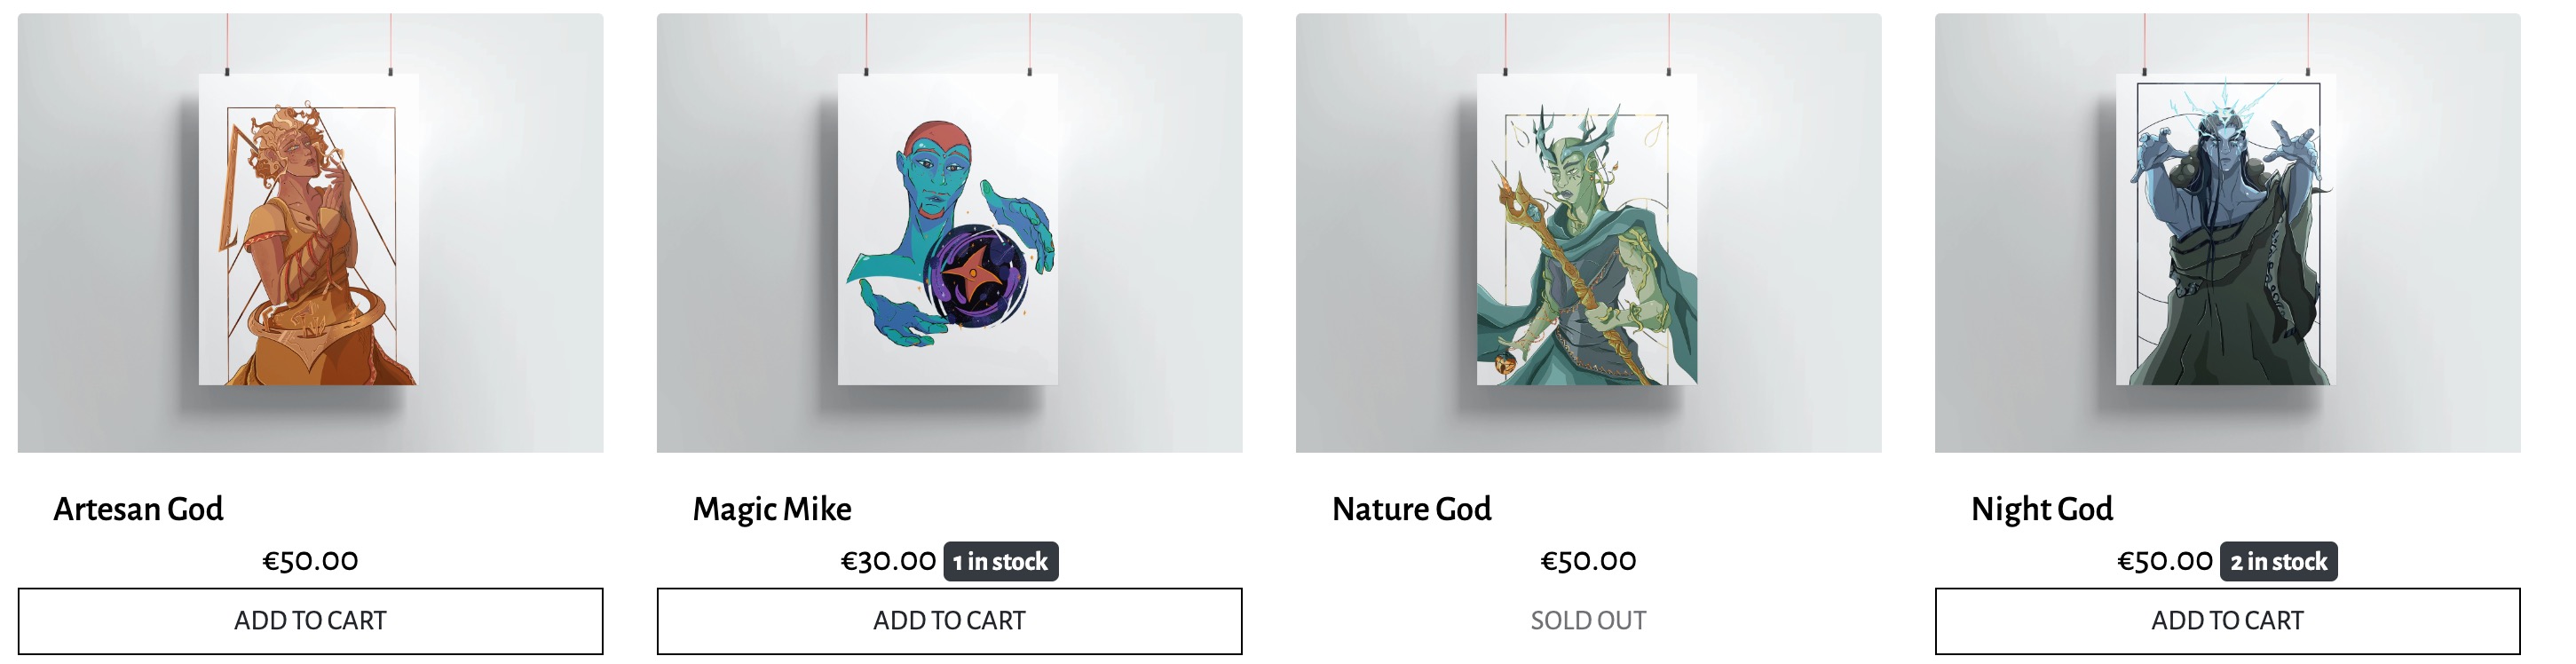 Artesan God
€50.00
ADD TO CART
Magic Mike
€30.00 1 in stock
ADD TO CART
Nature God
€50.00
SOLD OUT
Night God
€50.00 2 in stock
ADD TO CART